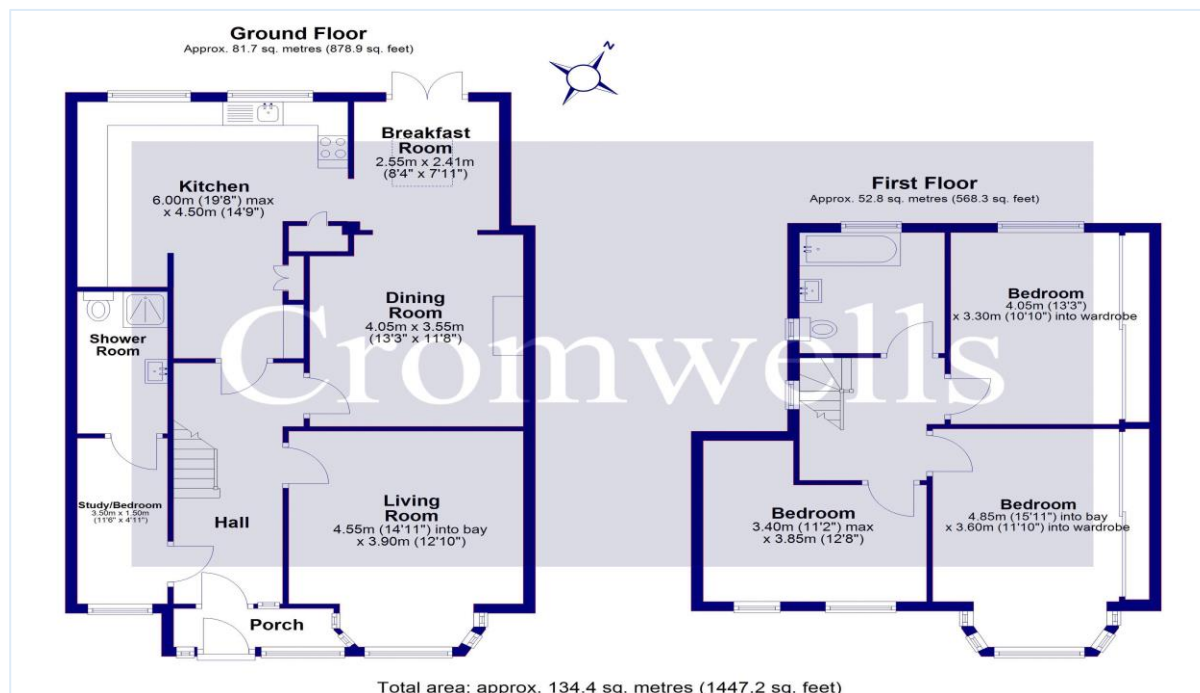 Ground Floor
Approx. 81.7 sq. metres (878.9 sq. feet)
N
Breakfast
Room
2.55m x 2.41m
(8'4" x 7'11")
Kitchen
6.00m (19'8") max
x 4.50m (14'9")
Dining
Room
4.05m x 3.55m
(13'3" x 11'8")
Shower
Room
Study/Bedroom
3.50m x 1.50m
(11'6" x 4'11")
Hall
Living
Room
4.55m (14'11") into bay
x 3.90m (12'10")
Porch
Cromwells
First Floor
Approx. 52.8 sq. metres (568.3 sq. feet)
Bedroom
4.05m (13'3")
x 3.30m (10'10") into wardrobe
Bedroom
3.40m (11'2") max
x 3.85m (12'8")
Bedroom
4.85m (15'11") into bay
x 3.60m (11'10") into wardrobe
Total area: approx. 134.4 sq. metres (1447.2 sq. feet)